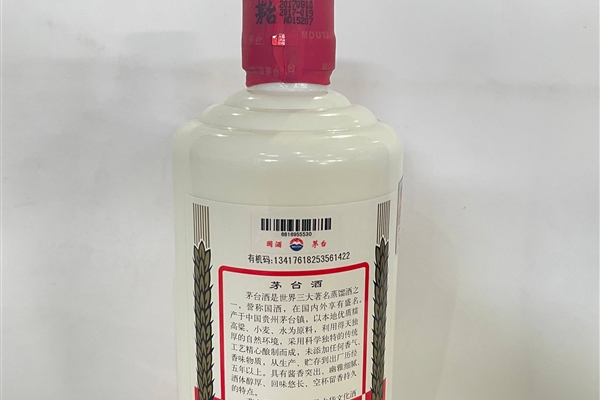 茅台
20170918
2017-019
A015207
6816955530
國酒 茅台
有机码:13417618253561422
茅台酒
茅台酒是世界三大著名蒸馏酒之
一，誉称国酒，在国内外享有盛名。
产于中国贵州茅台镇，以本地优质糯
高粱、小麦、水为原料，利用得天独
厚的自然环境，采用科学独特的传统
工艺精心酿制而成，未添加任何香气、
香味物质，从生产、贮存到出厂历经
五年以上，具有酱香突出、幽雅细腻、
酒体醇厚、回味悠长、空杯留香持久
的特点。